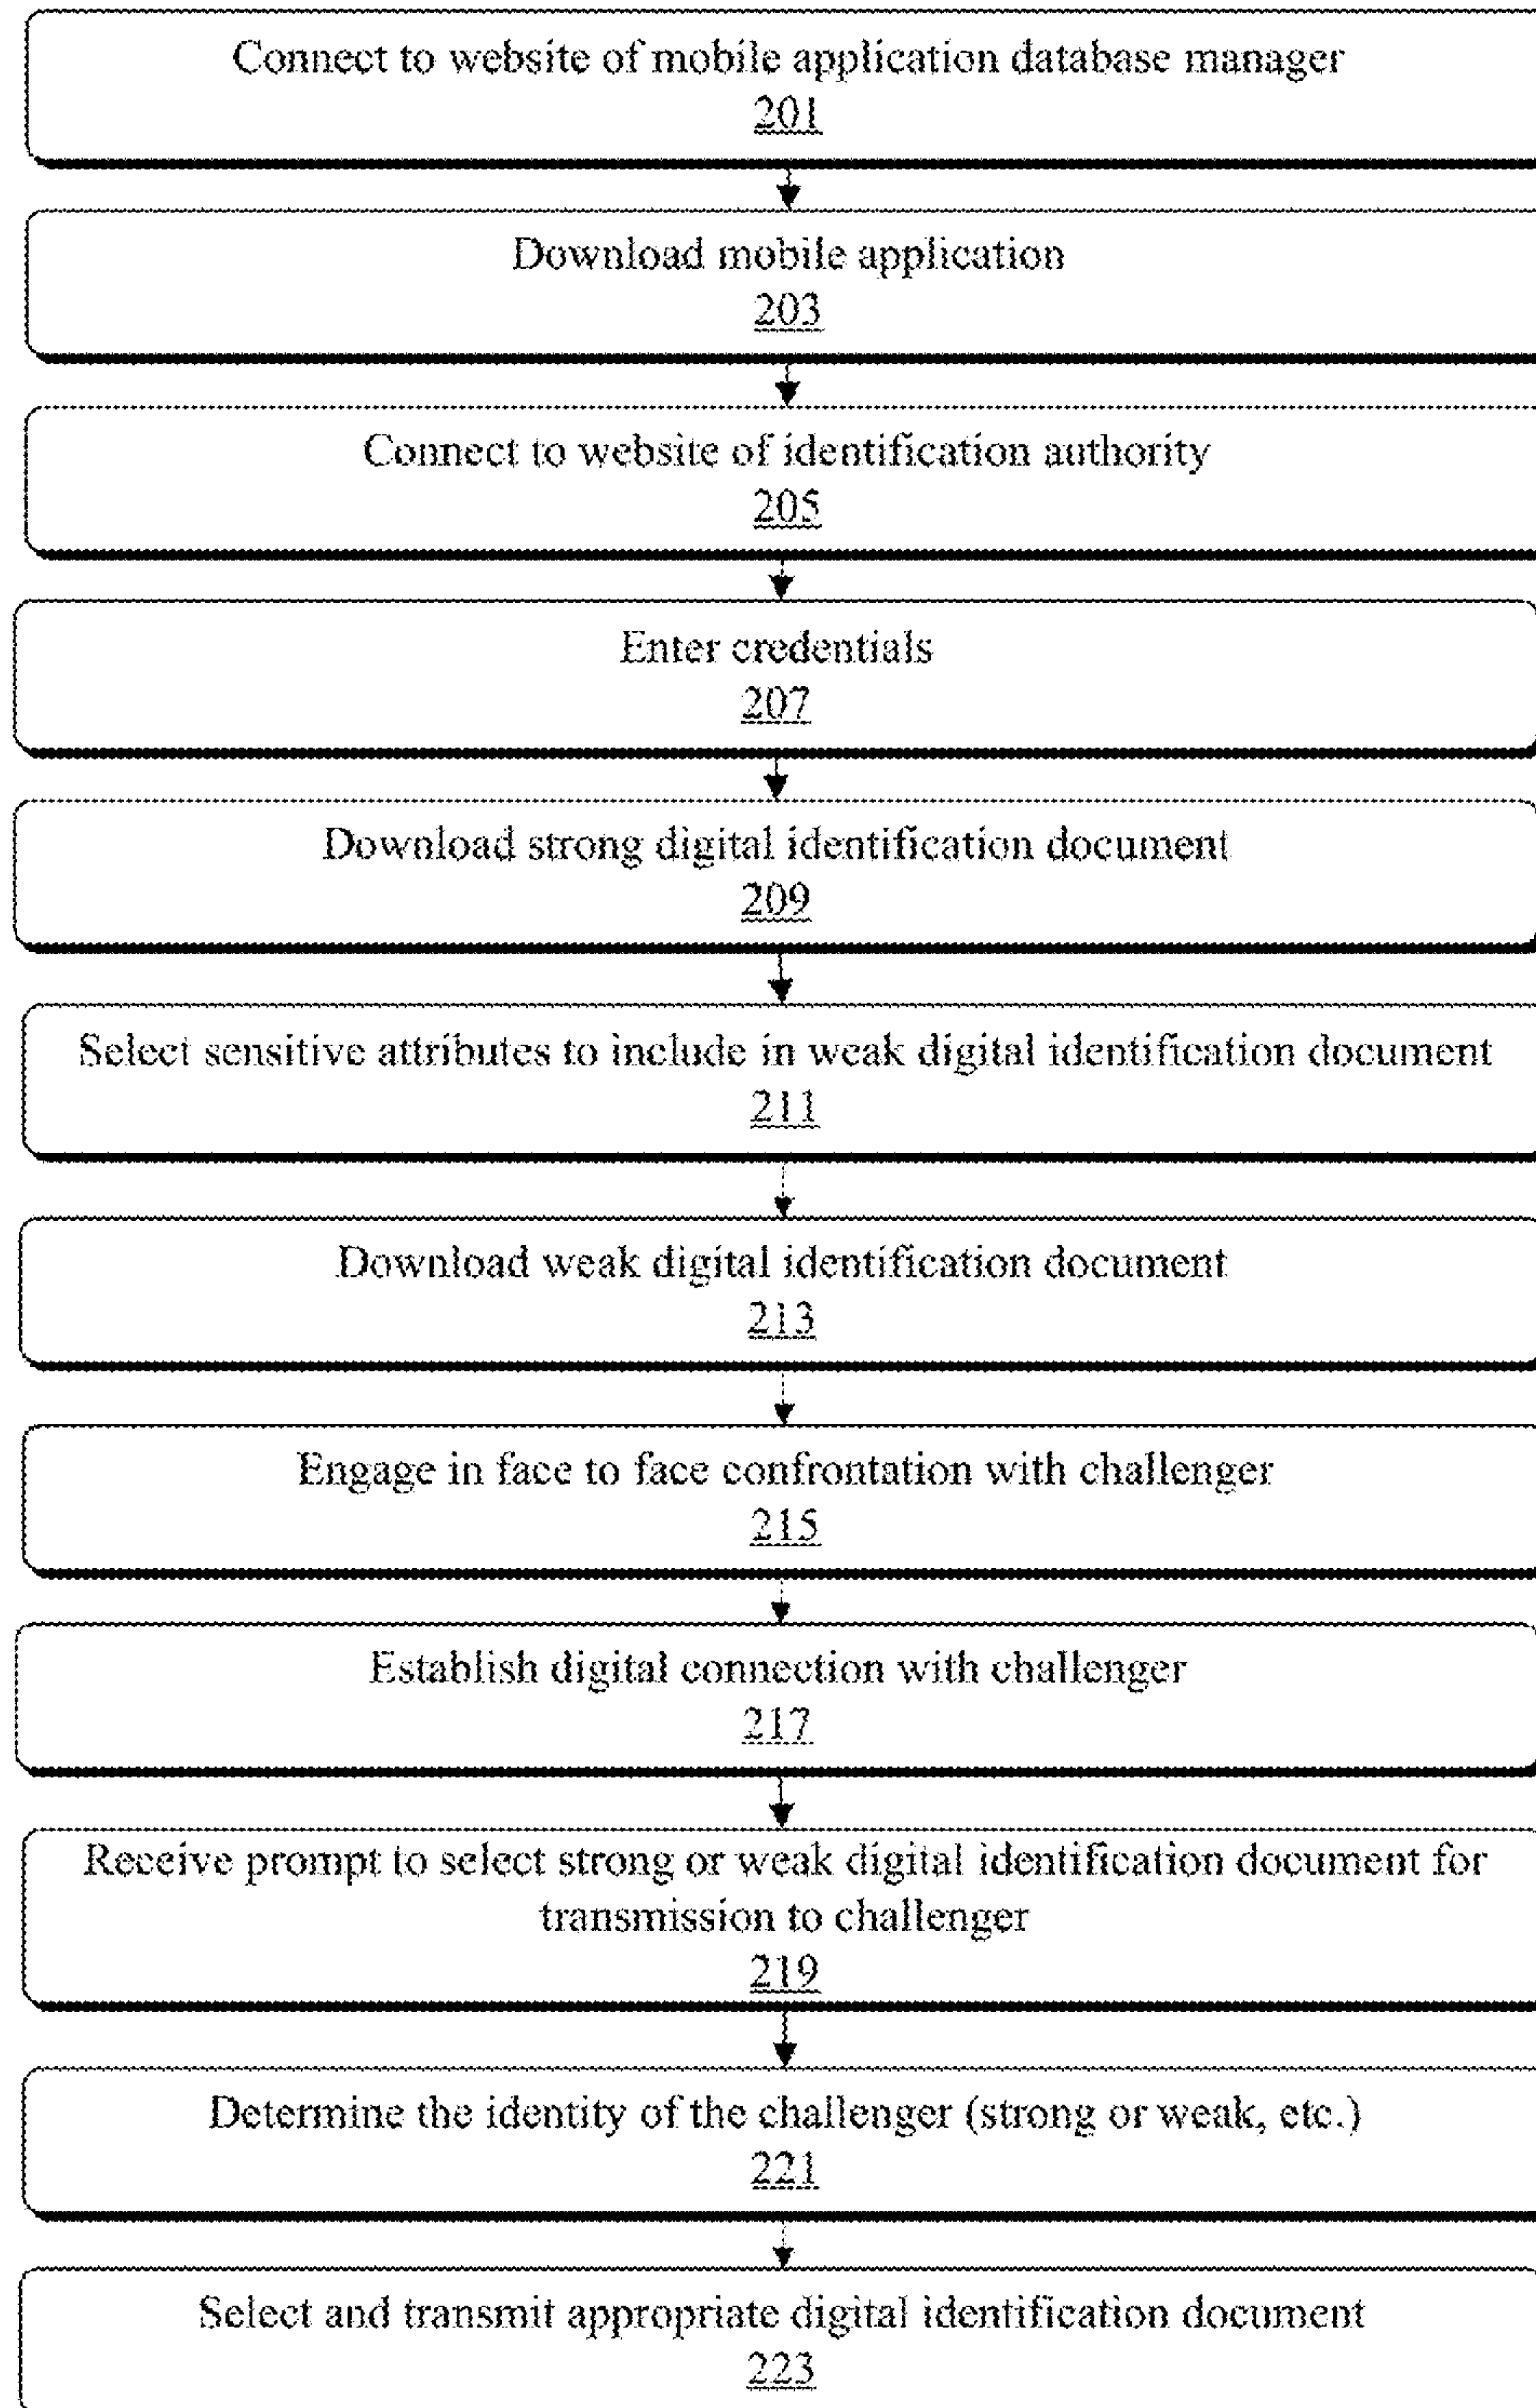 Connect to website of mobile application database manager
201
Download mobile application
203
Connect to website of identification authority
205
Enter credentials
207
Download strong digital identification document
209
Select sensitive attributes to include in weak digital identification document
211
Download weak digital identification document
213
Engage in face to face confrontation with challenger
215
Establish digital connection with challenger
217
Receive prompt to select strong or weak digital identification document for
transmission to challenger
219
Determine the identity of the challenger (strong or weak, etc.)
221
Select and transmit appropriate digital identification document
223